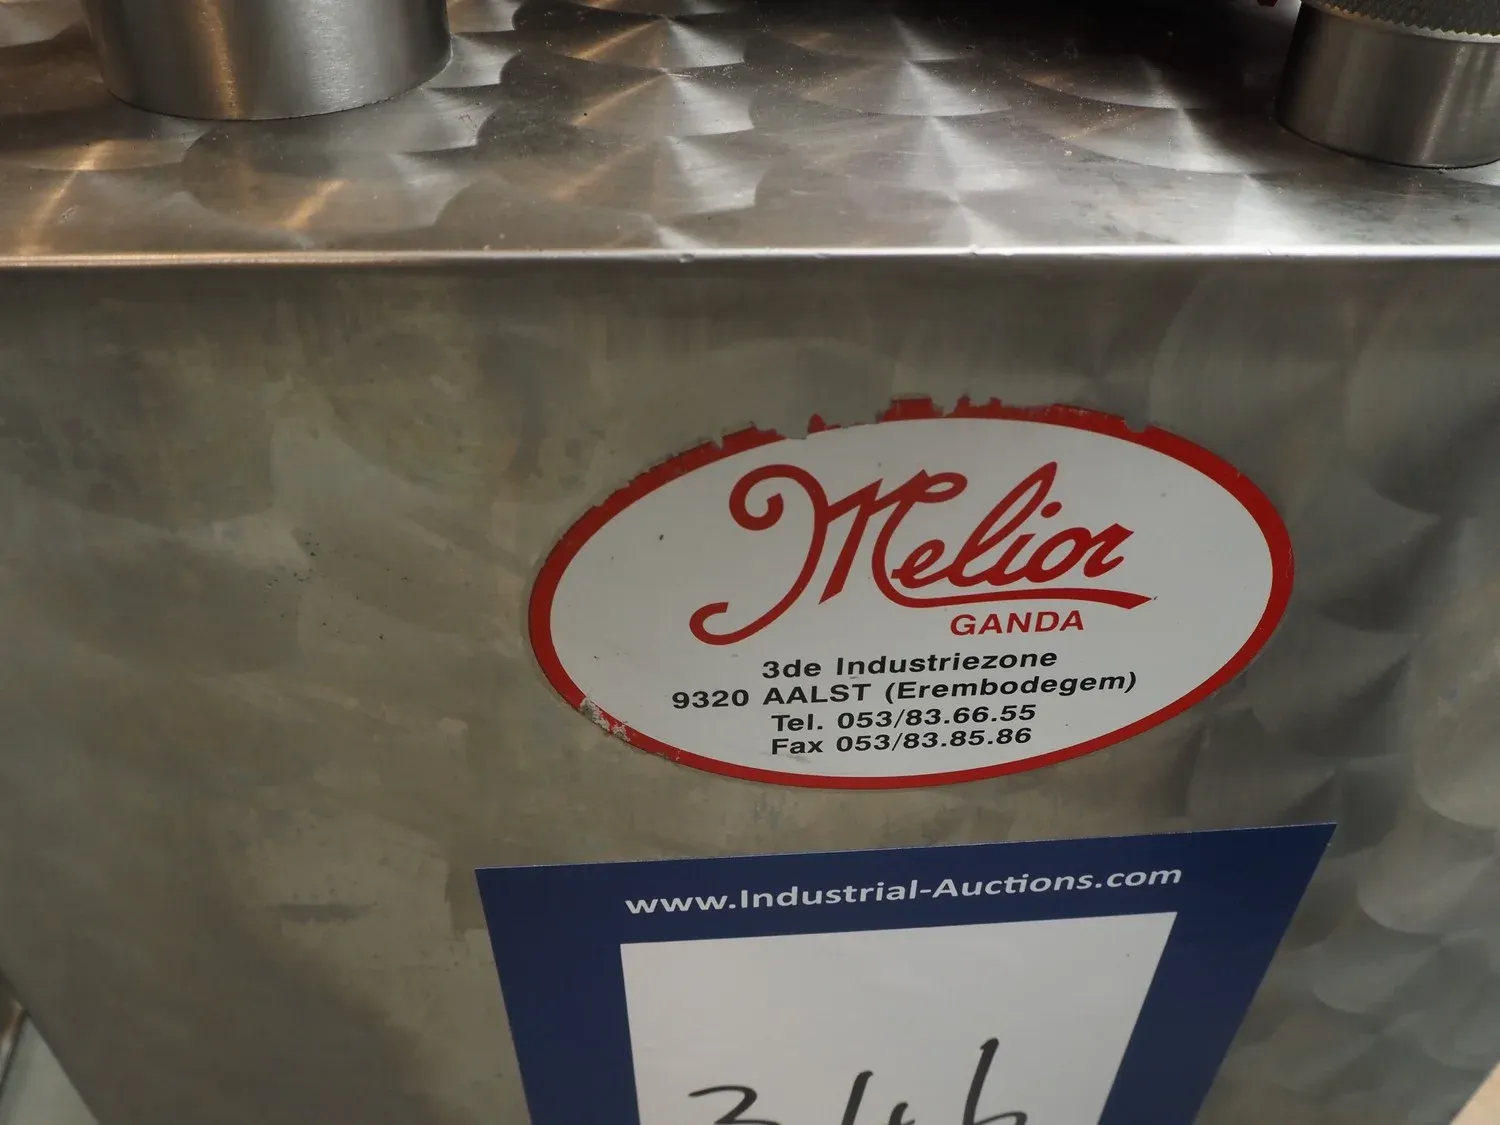 Melior
GANDA
3de Industriezone
9320 AALST (Erembodegem)
Tel. 053/83.66.55
Fax 053/83.85.86
www.Industrial-Auctions.com
346